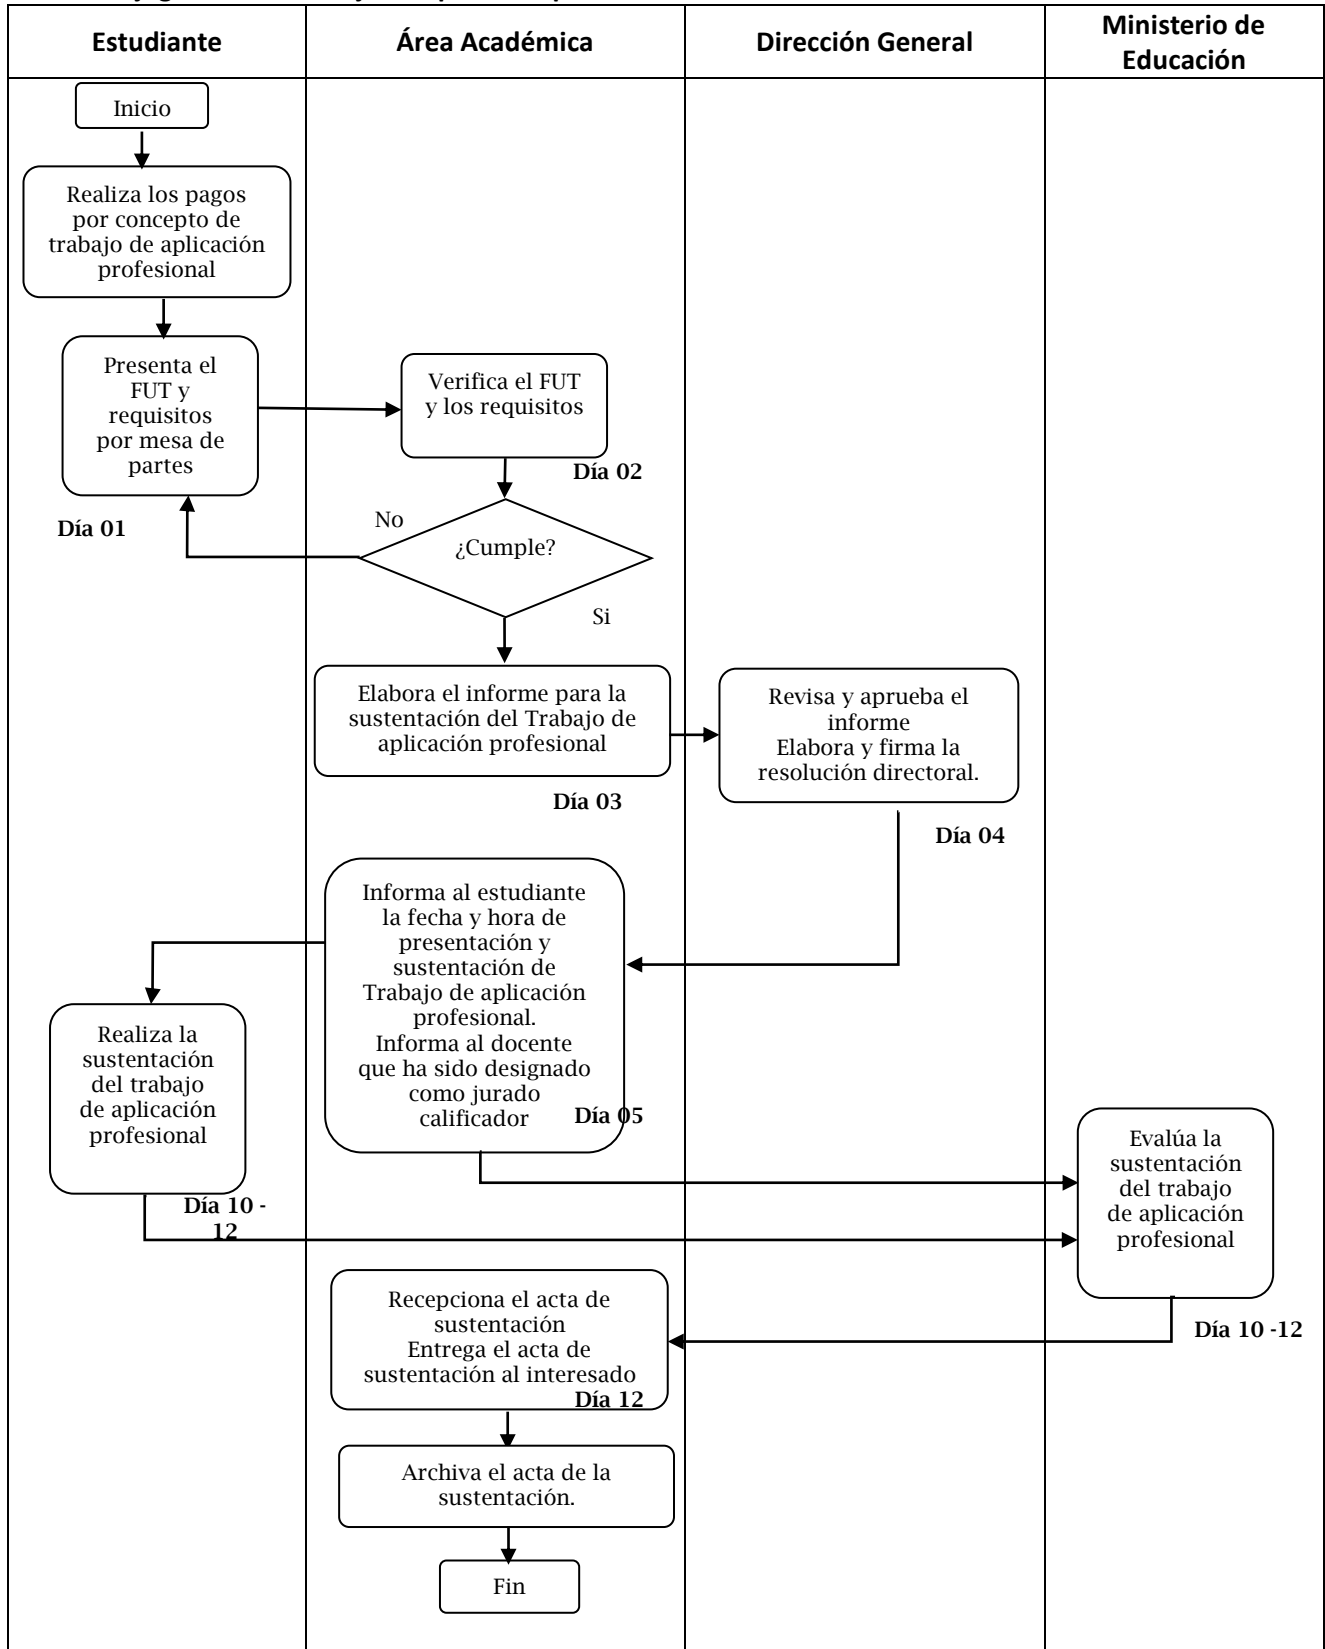 Estudiante
Área Académica
Dirección General
Ministerio de
Educación
Inicio
Realiza los pagos
por concepto de
trabajo de aplicación
profesional
Presenta el
FUT y
requisitos
por mesa de
partes
Día 01
Verifica el FUT
y los requisitos
Día 02
No
¿Cumple?
Si
Elabora el informe para la
sustentación del Trabajo de
aplicación profesional
Día 03
Revisa y aprueba el
informe
Elabora y firma la
resolución directoral.
Día 04
Informa al estudiante
la fecha y hora de
presentación y
sustentación de
Trabajo de aplicación
profesional.
Informa al docente
que ha sido designado
como jurado
calificador
Día 05
Realiza la
sustentación
del trabajo
de aplicación
profesional
Día 10 -
12
Evalúa la
sustentación
del trabajo
de aplicación
profesional
Día 10 -12
Recepciona el acta de
sustentación
Entrega el acta de
sustentación al interesado
Día 12
Archiva el acta de la
sustentación.
Fin